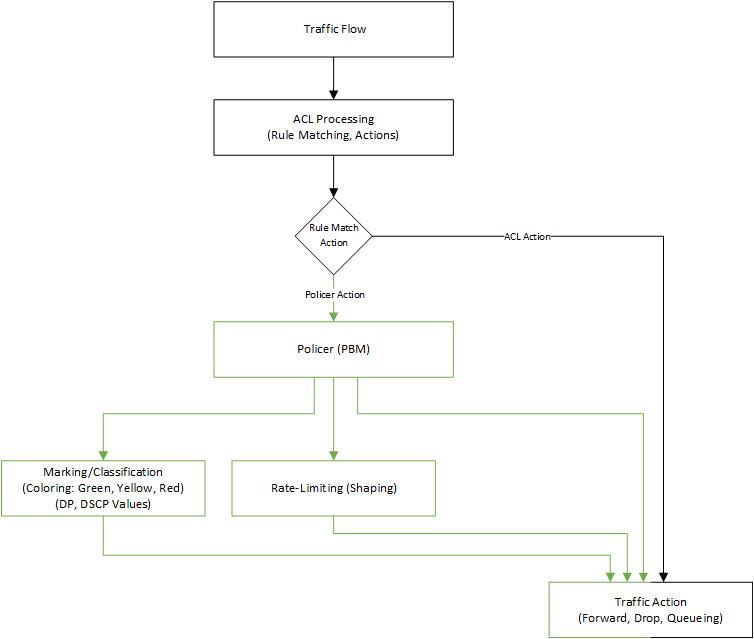 Traffic Flow
ACL Processing
(Rule Matching, Actions)
Rule Match
Action
ACL Action
Policer Action
Policer (PBM)
Marking/Classification
(Coloring: Green, Yellow, Red)
(DP, DSCP Values)
Rate-Limiting (Shaping)
Traffic Action
(Forward, Drop, Queueing)